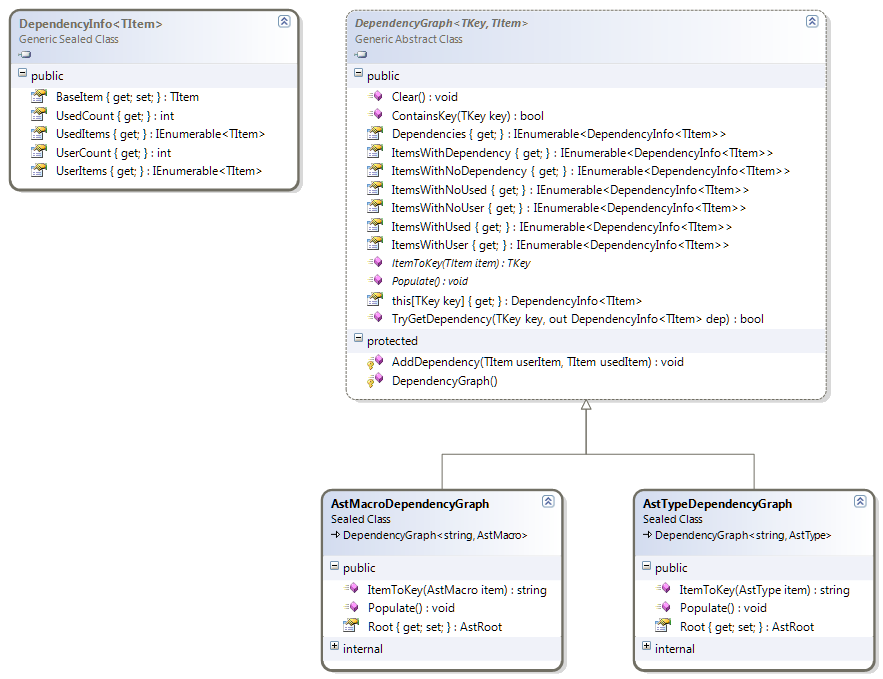 DependencyInfo<TItem>
Generic Sealed Class
public
BaseItem { get; set; } : TItem
UsedCount { get; } : int
UsedItems { get; } : IEnumerable<TItem>
UserCount { get; } : int
UserItems { get; } : IEnumerable<TItem>
DependencyGraph<TKey, TItem>
Generic Abstract Class
public
Clear() : void
ContainsKey(TKey key) : bool
Dependencies { get; } : IEnumerable<DependencyInfo<TItem>>
ItemsWithDependency { get; } : IEnumerable<DependencyInfo<TItem>>
ItemsWithNoDependency { get; } : IEnumerable<DependencyInfo<TItem>>
ItemsWithNoUsed { get; } : IEnumerable<DependencyInfo<TItem>>
ItemsWithNoUser { get; } : IEnumerable<DependencyInfo<TItem>>
ItemsWithUsed { get; } : IEnumerable<DependencyInfo<TItem>>
ItemsWithUser { get; } : IEnumerable<DependencyInfo<TItem>>
ItemToKey(TItem item) : TKey
Populate() : void
this[TKey key] { get; } : DependencyInfo<TItem>
TryGetDependency(TKey key, out DependencyInfo<TItem> dep) : bool
protected
AddDependency(TItem userItem, TItem usedItem) : void
DependencyGraph()
AstMacroDependencyGraph
Sealed Class
DependencyGraph<string, AstMacro>
public
ItemToKey(AstMacro item) : string
Populate() : void
Root { get; set; } : AstRoot
internal
AstTypeDependencyGraph
Sealed Class
DependencyGraph<string, AstType>
public
ItemToKey(AstType item) : string
Populate() : void
Root { get; set; } : AstRoot
internal